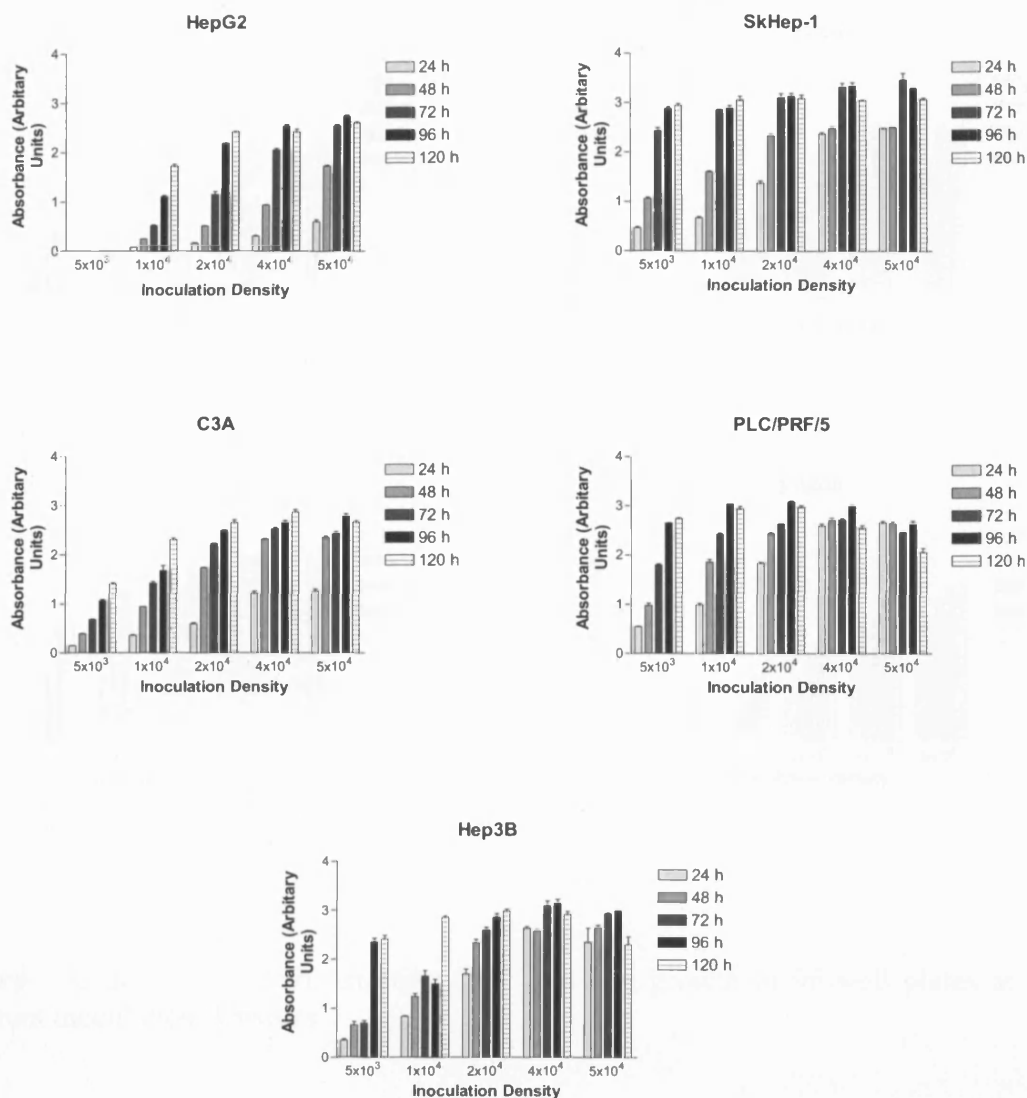 HepG2
Absorbance (Arbitary
Units)
4
3
2
1
0
5x10³ 1x10⁴ 2x10⁴ 4x10⁴ 5x10⁴
Inoculation Density
24 h
48 h
72 h
96 h
120 h
SkHep-1
Absorbance (Arbitary
Units)
4
3
2
1
0
5x10³ 1x10⁴ 2x10⁴ 4x10⁴ 5x10⁴
Inoculation Density
24 h
48 h
72 h
96 h
120 h
C3A
Absorbance (Arbitary
Units)
4
3
2
1
0
5x10³ 1x10⁴ 2x10⁴ 4x10⁴ 5x10⁴
Inoculation Density
24 h
48 h
72 h
96 h
120 h
PLC/PRF/5
Absorbance (Arbitary
Units)
4
3
2
1
0
5x10³ 1x10⁴ 2x10⁴ 4x10⁴ 5x10⁴
Inoculation Density
24 h
48 h
72 h
96 h
120 h
Hep3B
Absorbance (Arbitary
Units)
4
3
2
1
0
5x10³ 1x10⁴ 2x10⁴ 4x10⁴ 5x10⁴
Inoculation Density
24 h
48 h
72 h
96 h
120 h